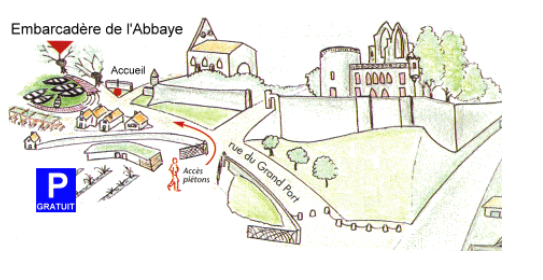 Embarcadère de l'Abbaye
Accueil
rue du Grand Port
Accès
piétons
P
GRATUIT